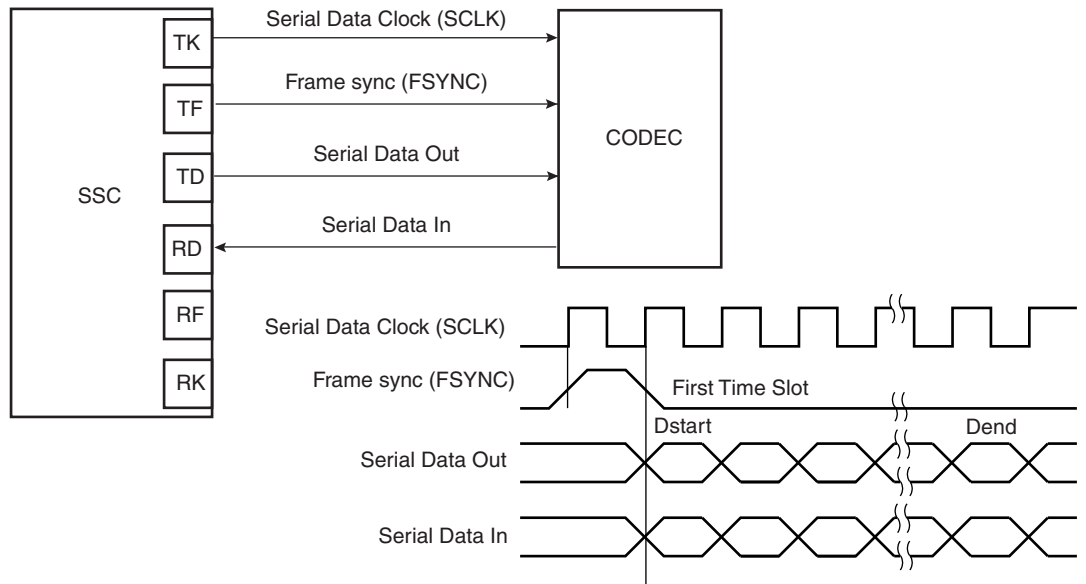 Serial Data Clock (SCLK)
TK
Frame sync (FSYNC)
TF
CODEC
Serial Data Out
TD
SSC
Serial Data In
RD
RF
Serial Data Clock (SCLK)
RK
Frame sync (FSYNC)
First Time Slot
Dstart
Dend
Serial Data Out
Serial Data In